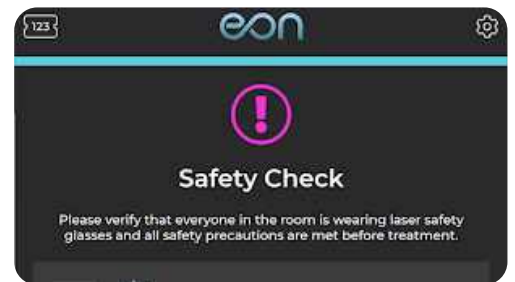 123
eon
!
Safety Check
Please verify that everyone in the room is wearing laser safety
glasses and all safety precautions are met before treatment.